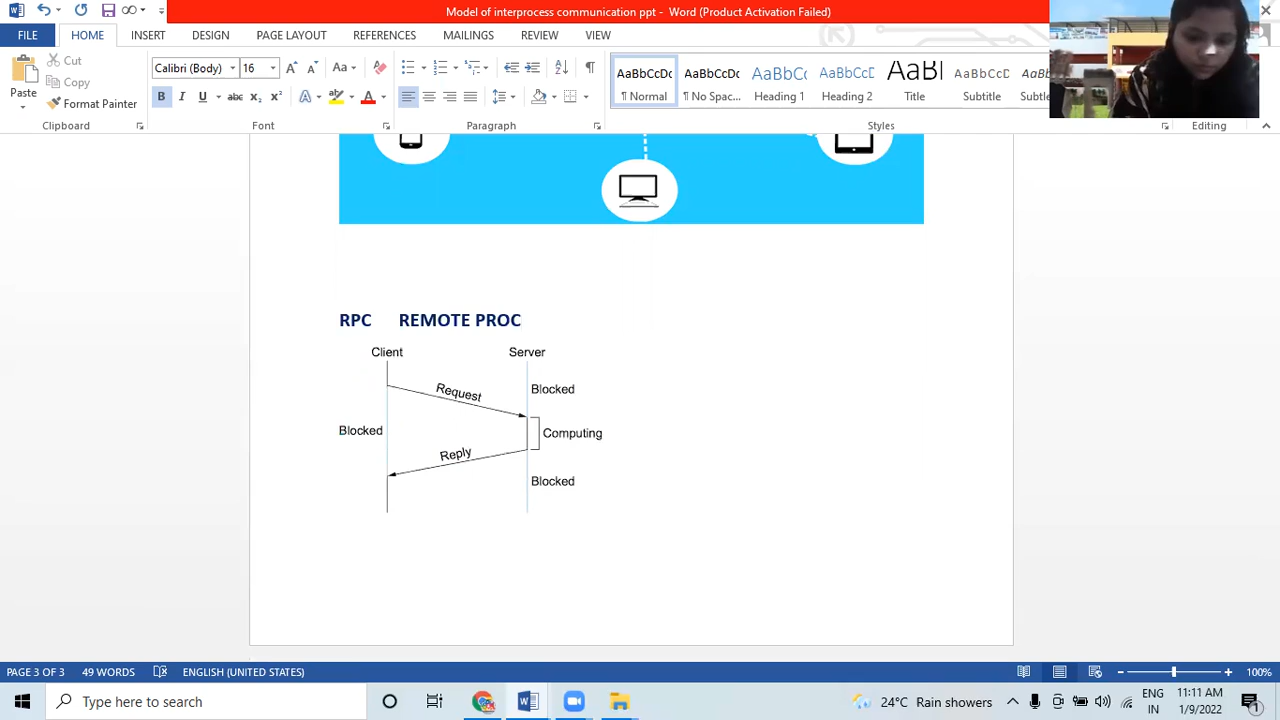 Model of interprocess communication ppt - Word (Product Activation Failed)
FILE HOME INSERT DESIGN PAGE LAYOUT REFERENCES MAILINGS REVIEW VIEW
Cut
Copy
Paste
Format Painter
Calibri (Body) 16
AaBbCcDc AaBbCcDc AaBbC AaBbCcD AaB AaBbCcD
¶ Normal ¶ No Spac... Heading 1 Heading 2 Title Subtitle
Clipboard Font Paragraph Styles Editing
RPC REMOTE PROC
Client Server
Request Blocked
Blocked Computing
Reply
Blocked
PAGE 3 OF 3 49 WORDS ENGLISH (UNITED STATES) 100%
Type here to search
24°C Rain showers
ENG
IN
11:11 AM
1/9/2022